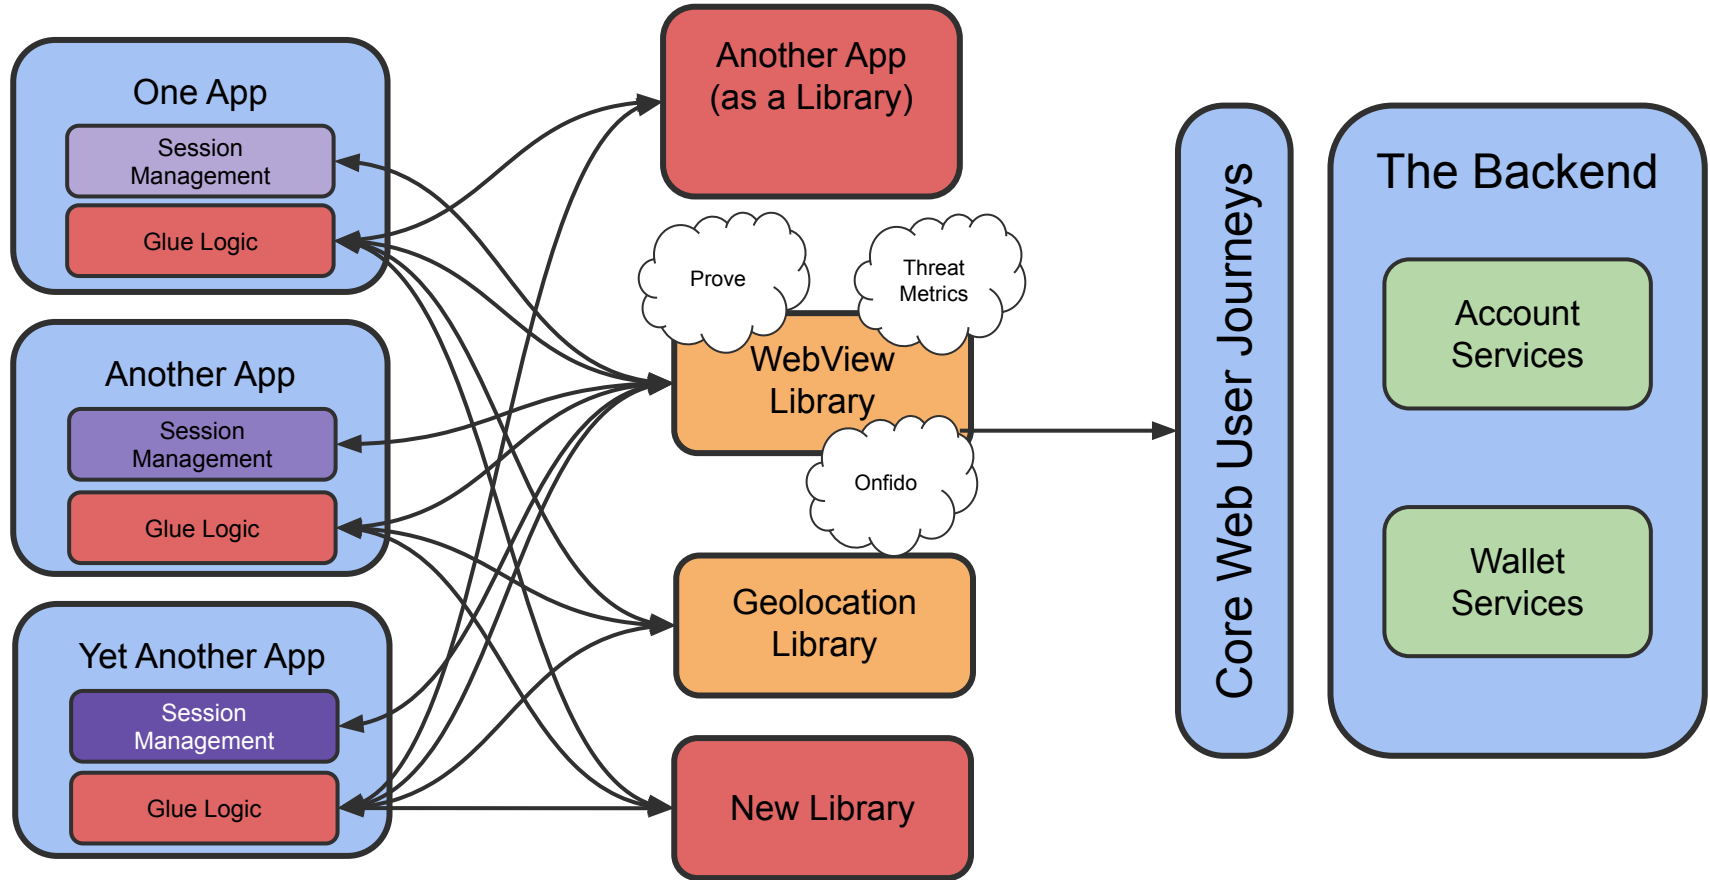 One App
Session
Management
Glue Logic
Another App
Session
Management
Glue Logic
Yet Another App
Session
Management
Glue Logic
Another App
(as a Library)
Prove
Threat
Metrics
WebView
Library
Onfido
Geolocation
Library
New Library
Core Web User Journeys
The Backend
Account
Services
Wallet
Services